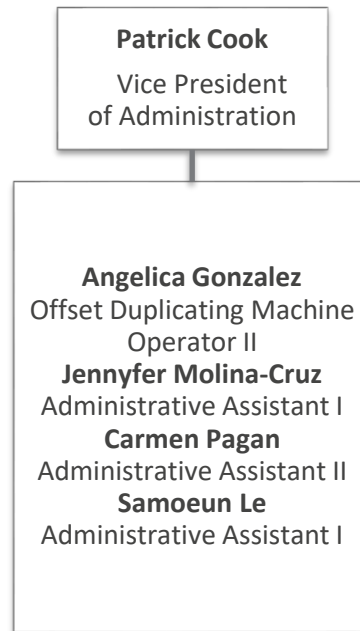 Patrick Cook
Vice President
of Administration
Angelica Gonzalez
Offset Duplicating Machine
Operator II
Jennyfer Molina-Cruz
Administrative Assistant I
Carmen Pagan
Administrative Assistant II
Samoeun Le
Administrative Assistant I